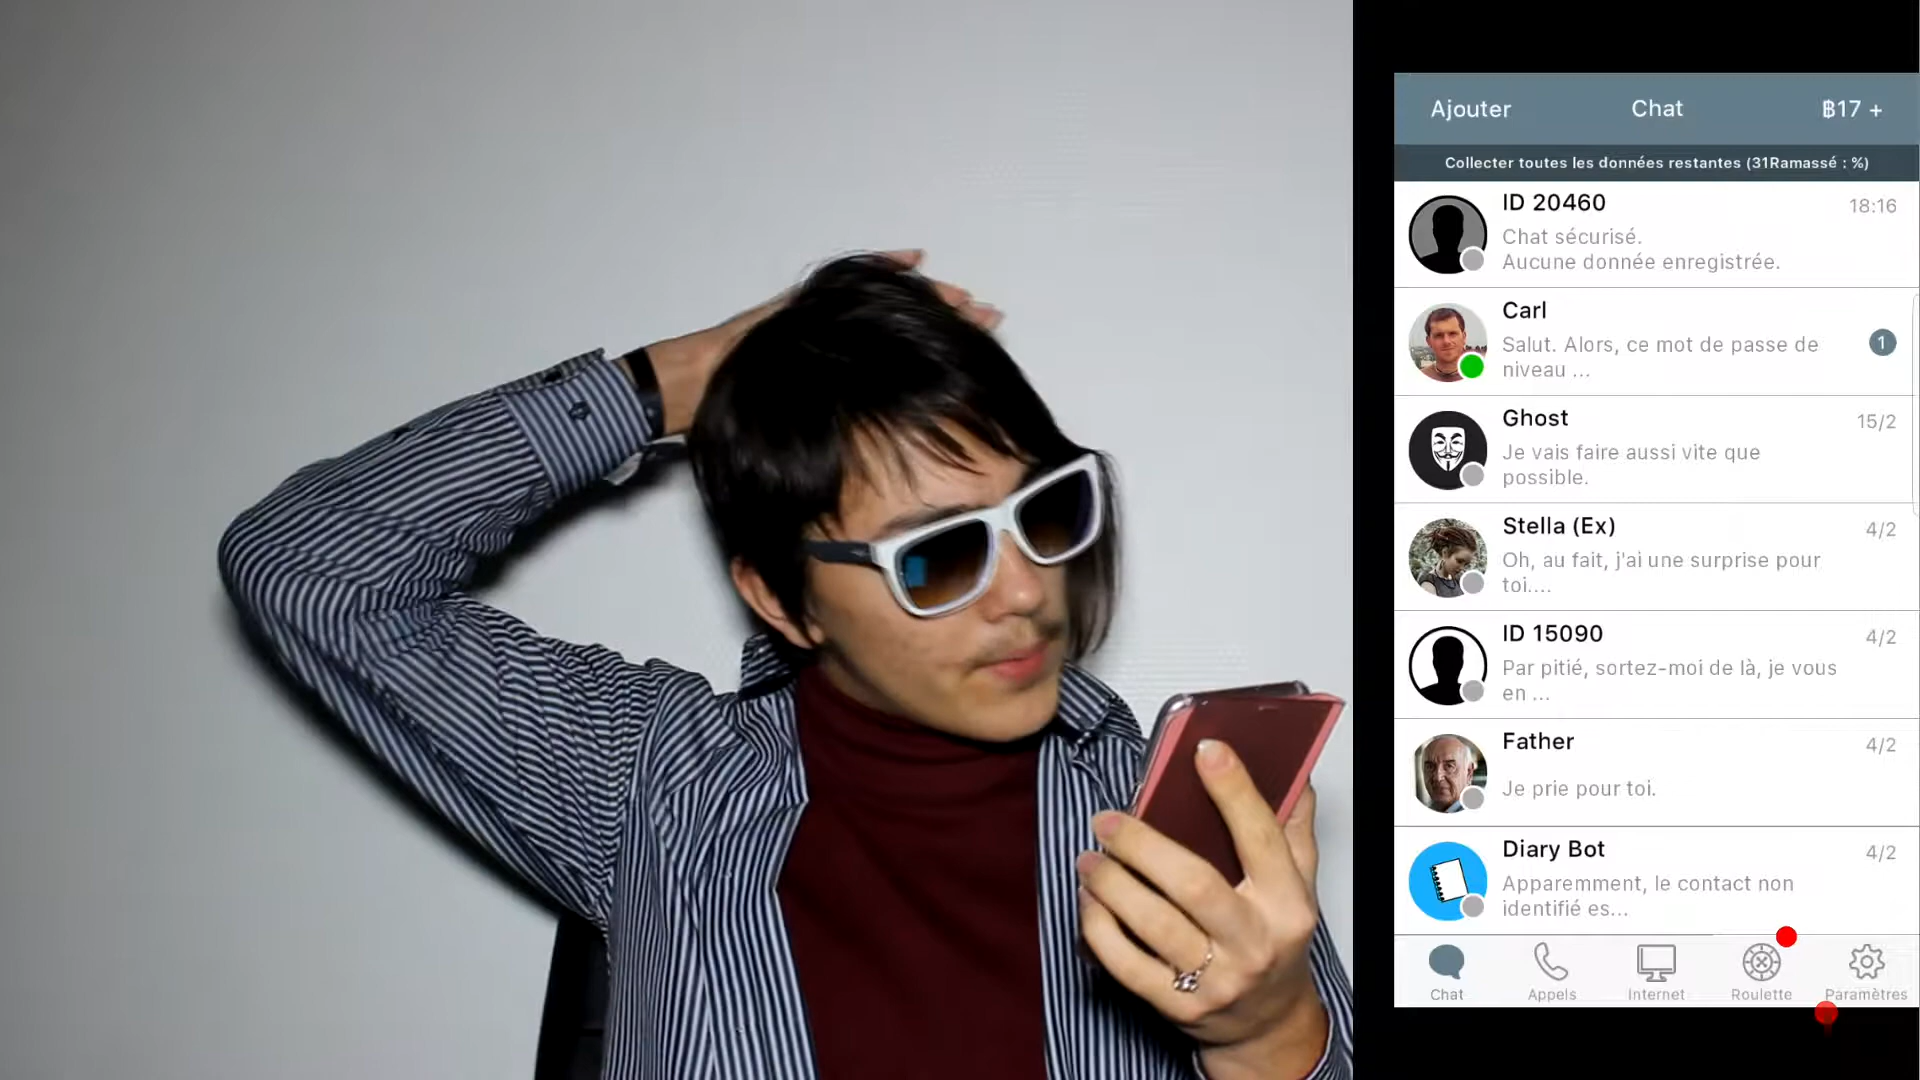 Ajouter Chat ฿17 +
Collecter toutes les données restantes (31Ramassé : %)
ID 20460 18:16
Chat sécurisé.
Aucune donnée enregistrée.
Carl
Salut. Alors, ce mot de passe de 1
niveau ...
Ghost 15/2
Je vais faire aussi vite que
possible.
Stella (Ex) 4/2
Oh, au fait, j'ai une surprise pour
toi....
ID 15090 4/2
Par pitié, sortez-moi de là, je vous
en ...
Father 4/2
Je prie pour toi.
Diary Bot 4/2
Apparemment, le contact non
identifié es...
Chat Appels Internet Roulette Paramètres